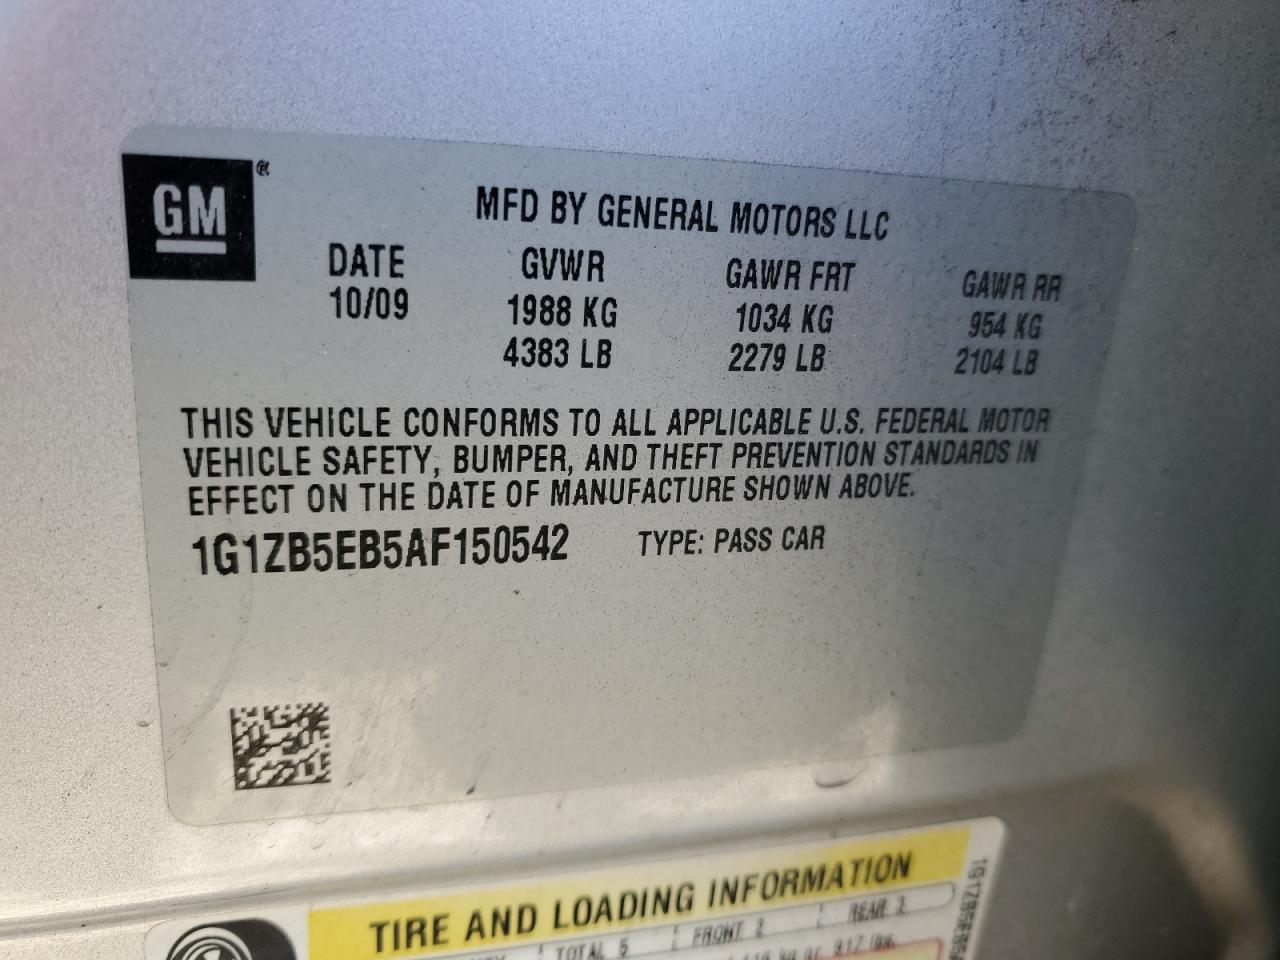 GM
MFD BY GENERAL MOTORS LLC
DATE GVWR GAWR FRT GAWR RR
10/09 1988 KG 1034 KG 954 KG
4383 LB 2279 LB 2104 LB
THIS VEHICLE CONFORMS TO ALL APPLICABLE U.S. FEDERAL MOTOR
VEHICLE SAFETY, BUMPER, AND THEFT PREVENTION STANDARDS IN
EFFECT ON THE DATE OF MANUFACTURE SHOWN ABOVE.
1G1ZB5EB5AF150542 TYPE: PASS CAR
TIRE AND LOADING INFORMATION
TOTAL 5 FRONT 2 REAR 3
917 lbs.